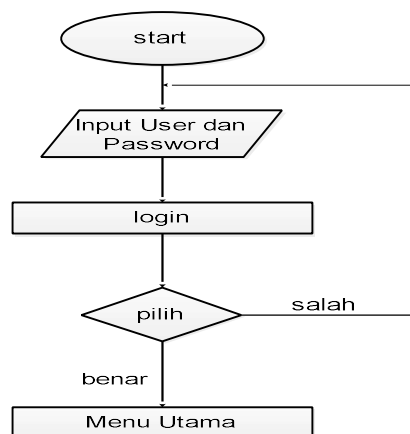 start
Input User dan
Password
login
pilih
salah
benar
Menu Utama